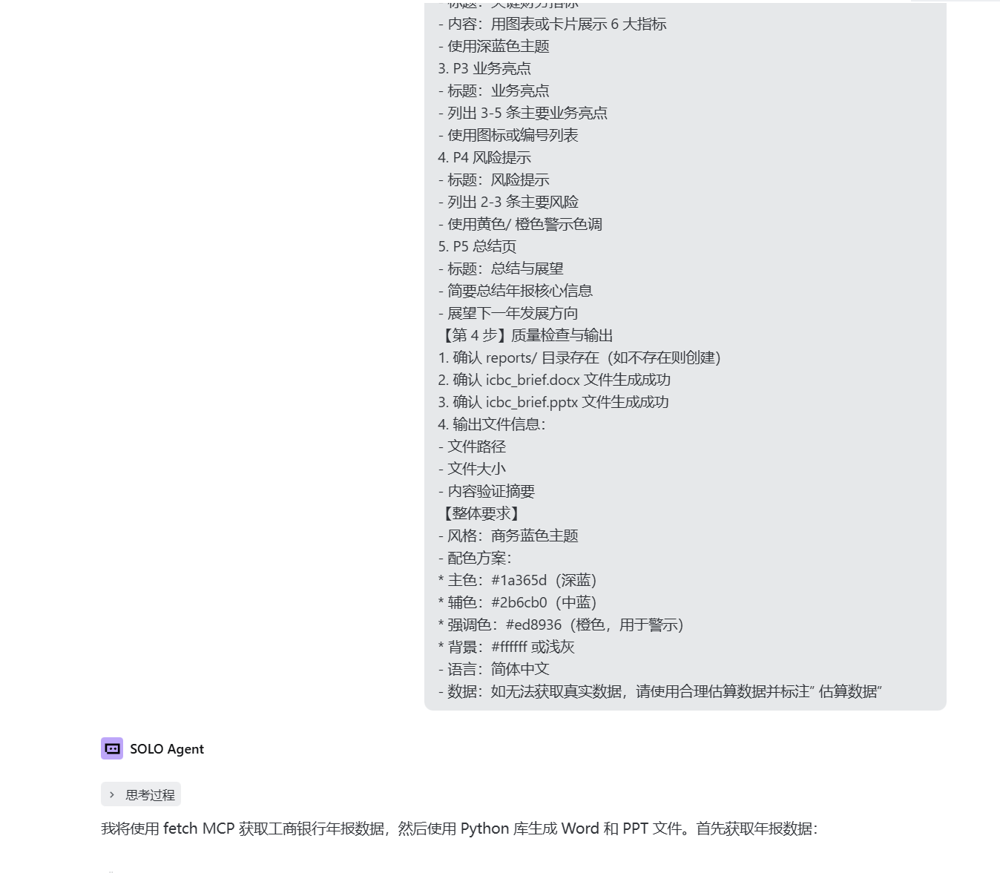 - 标题：关键财务指标
- 内容：用图表或卡片展示 6 大指标
- 使用深蓝色主题
3. P3 业务亮点
- 标题：业务亮点
- 列出 3-5 条主要业务亮点
- 使用图标或编号列表
4. P4 风险提示
- 标题：风险提示
- 列出 2-3 条主要风险
- 使用黄色/ 橙色警示色调
5. P5 总结页
- 标题：总结与展望
- 简要总结年报核心信息
- 展望下一年发展方向
【第 4 步】质量检查与输出
1. 确认 reports/ 目录存在（如不存在则创建）
2. 确认 icbc_brief.docx 文件生成成功
3. 确认 icbc_brief.pptx 文件生成成功
4. 输出文件信息：
- 文件路径
- 文件大小
- 内容验证摘要
【整体要求】
- 风格：商务蓝色主题
- 配色方案：
* 主色：#1a365d（深蓝）
* 辅色：#2b6cb0（中蓝）
* 强调色：#ed8936（橙色，用于警示）
* 背景：#ffffff 或浅灰
- 语言：简体中文
- 数据：如无法获取真实数据，请使用合理估算数据并标注” 估算数据”
SOLO Agent
思考过程
我将使用 fetch MCP 获取工商银行年报数据，然后使用 Python 库生成 Word 和 PPT 文件。首先获取年报数据：